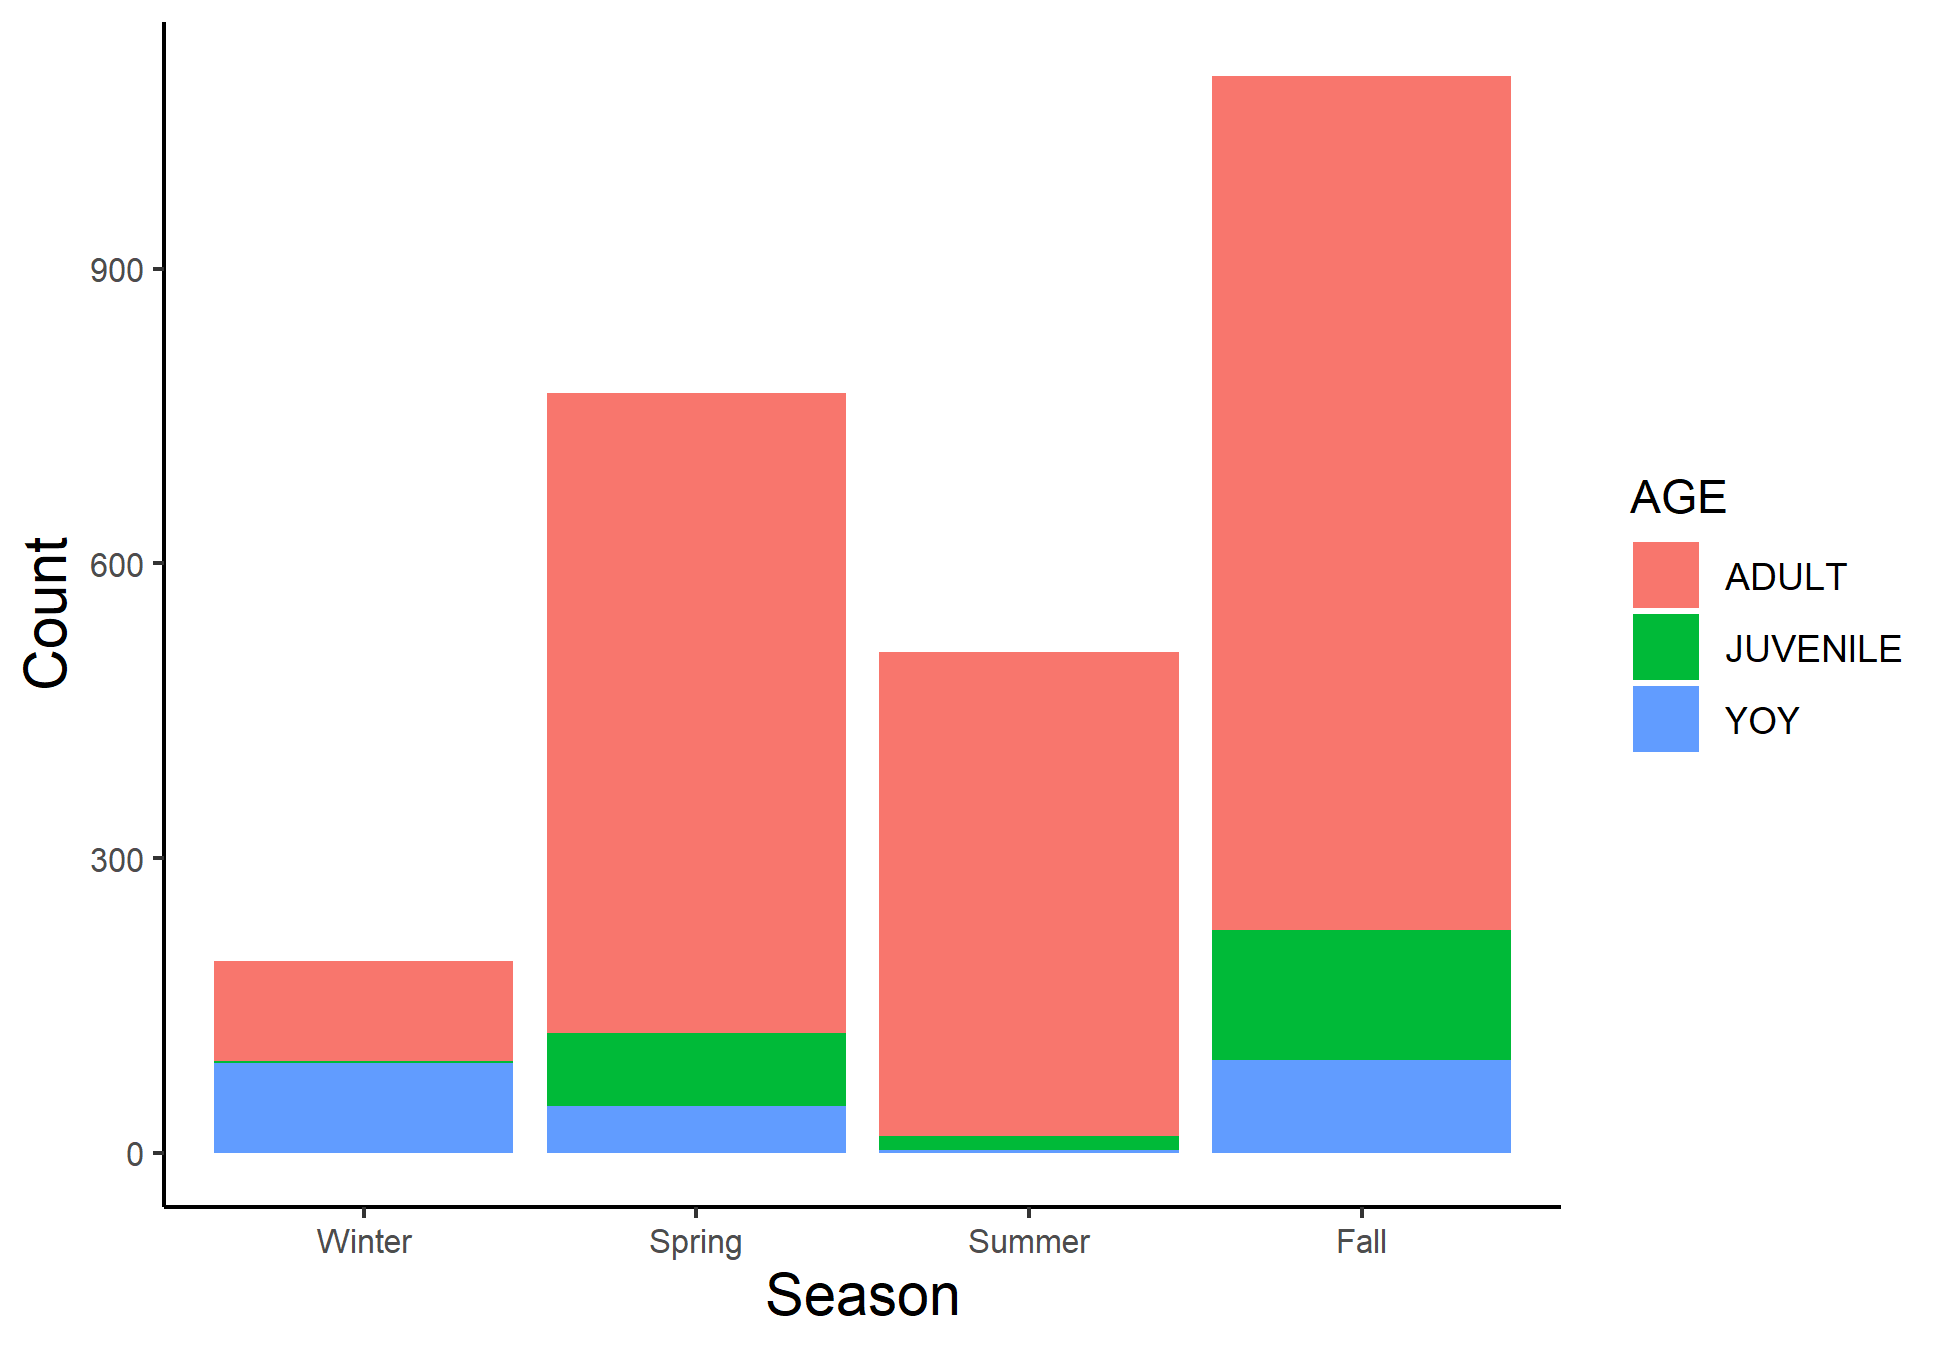 Count
900
600
300
0
Winter
Spring
Summer
Fall
Season
AGE
ADULT
JUVENILE
YOY